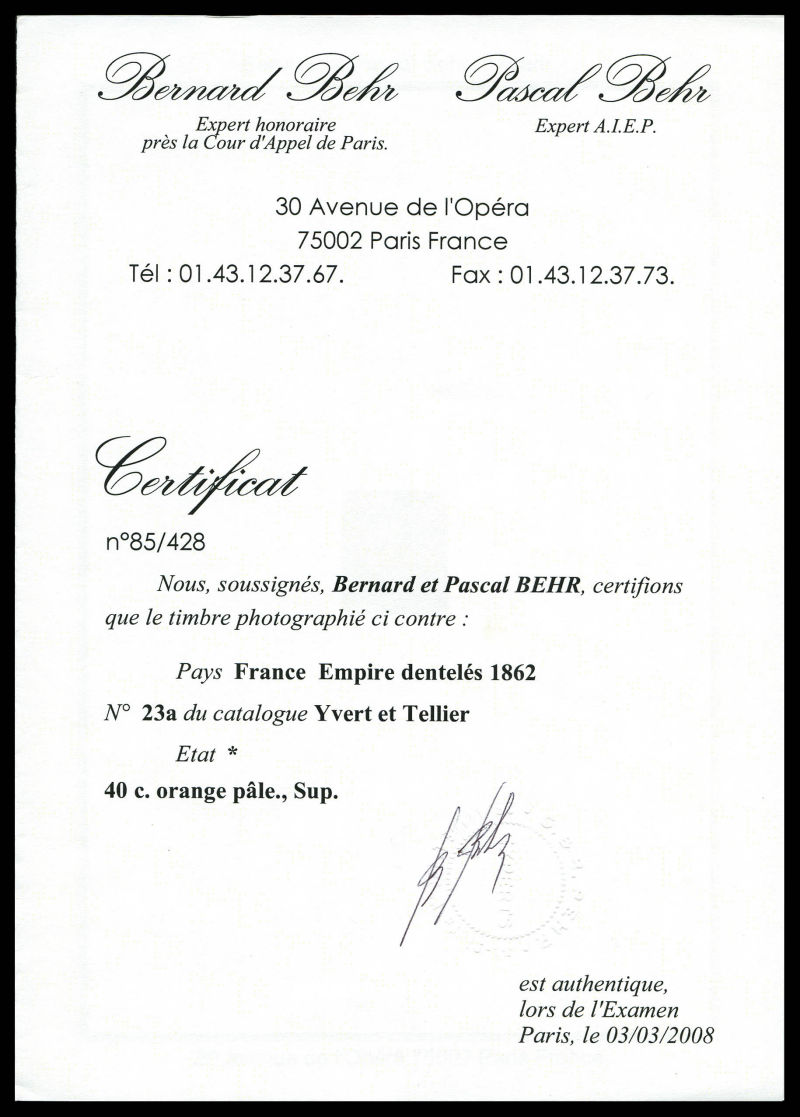 Bernard Behr Pascal Behr
Expert honoraire
près la Cour d'Appel de Paris.
Expert A.I.E.P.
30 Avenue de l'Opéra
75002 Paris France
Tél : 01.43.12.37.67. Fax : 01.43.12.37.73.
Certificat
n°85/428
Nous, soussignés, Bernard et Pascal BEHR, certifions
que le timbre photographié ci contre :
Pays France Empire dentelés 1862
N° 23a du catalogue Yvert et Tellier
Etat *
40 c. orange pâle., Sup.
est authentique,
lors de l'Examen
Paris, le 03/03/2008